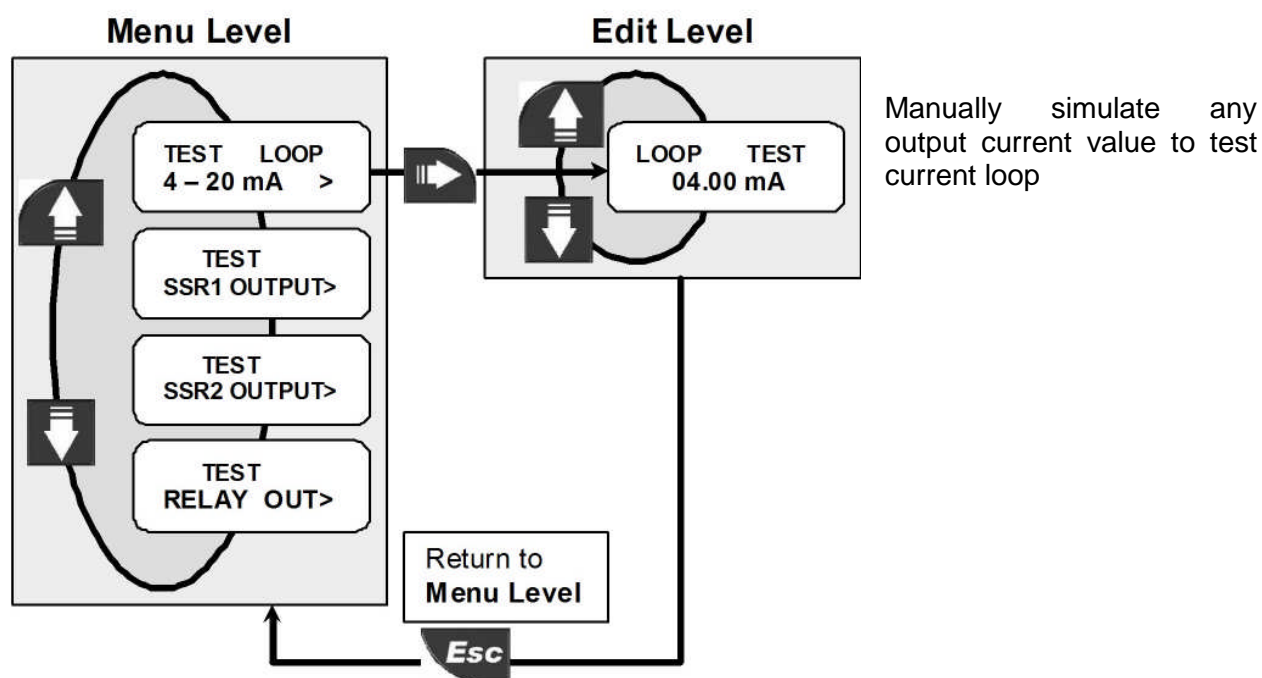 Menu Level
Edit Level
TEST LOOP
4 – 20 mA >
TEST
SSR1 OUTPUT>
TEST
SSR2 OUTPUT>
TEST
RELAY OUT>
LOOP TEST
04.00 mA
Manually simulate any
output current value to test
current loop
Return to
Menu Level
Esc